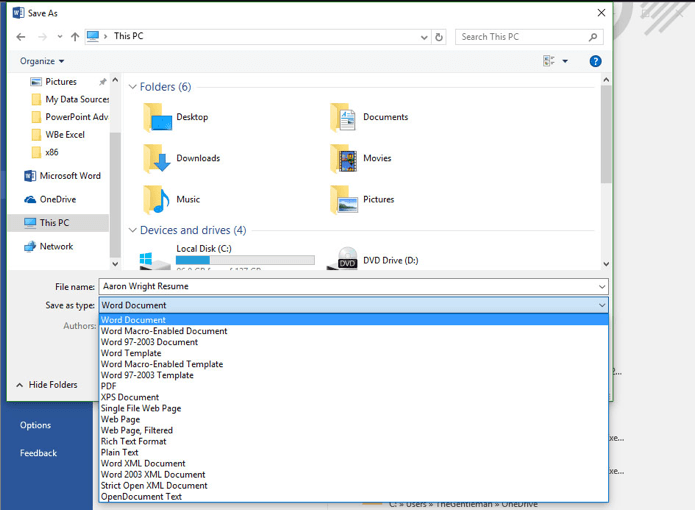 Save As
This PC
Search This PC
Organize
Pictures
My Data Sources
PowerPoint Adv
WBe Excel
x86
Microsoft Word
OneDrive
This PC
Network
Folders (6)
Desktop
Documents
Downloads
Movies
Music
Pictures
Devices and drives (4)
Local Disk (C:)
DVD Drive (D:)
DVD
File name: Aaron Wright Resume
Save as type: Word Document
Authors:
Word Document
Word Macro-Enabled Document
Word 97-2003 Document
Word Template
Word Macro-Enabled Template
Word 97-2003 Template
PDF
XPS Document
Single File Web Page
Web Page
Web Page, Filtered
Rich Text Format
Plain Text
Word XML Document
Word 2003 XML Document
Strict Open XML Document
OpenDocument Text
Hide Folders
Options
Feedback
xe...
xe...
C: » Users » TheGentleman » OneDrive